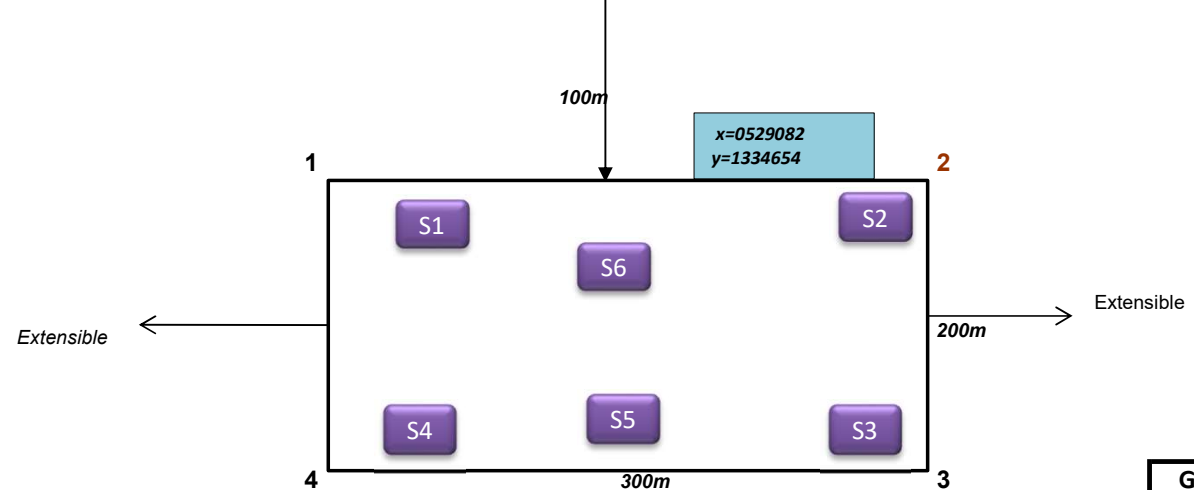 100m
x=0529082
y=1334654
1
2
S1
S2
S6
Extensible
Extensible
200m
S4
S5
S3
4
300m
3
G